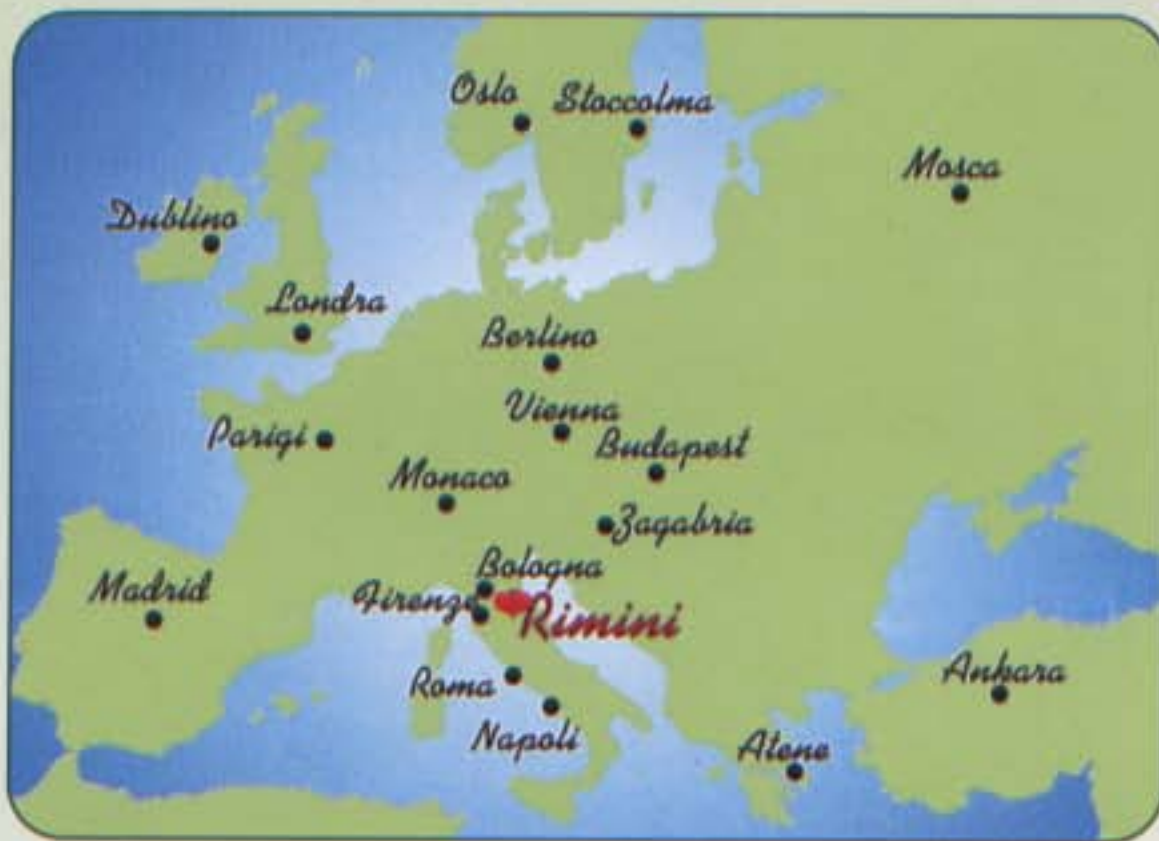 Oslo
Stoccolma
Mosca
Dublino
Londra
Berlino
Vienna
Parigi
Budapest
Monaco
Zagabria
Bologna
Madrid
Firenze
Rimini
Roma
Ankara
Napoli
Atene